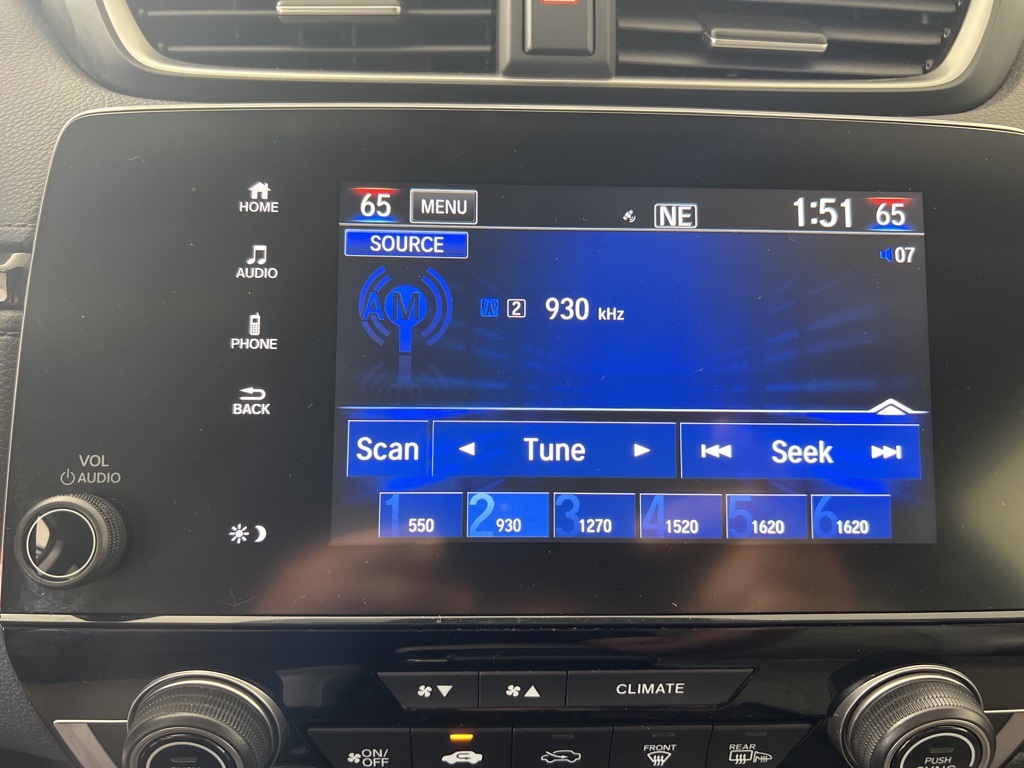 65 MENU NE 1:51 65
HOME
SOURCE
07
AUDIO
AM
2 930 kHz
PHONE
BACK
Scan Tune Seek
VOL
AUDIO
1 550 2 930 3 1270 4 1520 5 1620 6 1620
CLIMATE
ON/OFF
FRONT
REAR
PUSH
PUSH
SYNC